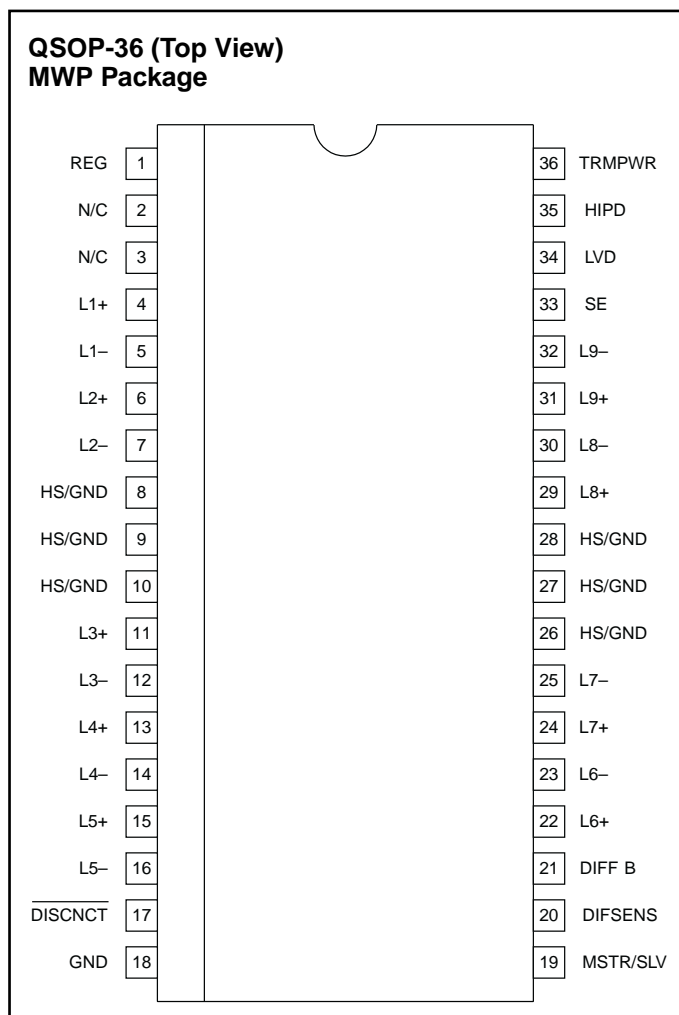 QSOP-36 (Top View)
MWP Package
REG 1 36 TRMPWR
N/C 2 35 HIPD
N/C 3 34 LVD
L1+ 4 33 SE
L1– 5 32 L9–
L2+ 6 31 L9+
L2– 7 30 L8–
HS/GND 8 29 L8+
HS/GND 9 28 HS/GND
HS/GND 10 27 HS/GND
L3+ 11 26 HS/GND
L3– 12 25 L7–
L4+ 13 24 L7+
L4– 14 23 L6–
L5+ 15 22 L6+
L5– 16 21 DIFF B
DISCNCT 17 20 DIFSENS
GND 18 19 MSTR/SLV